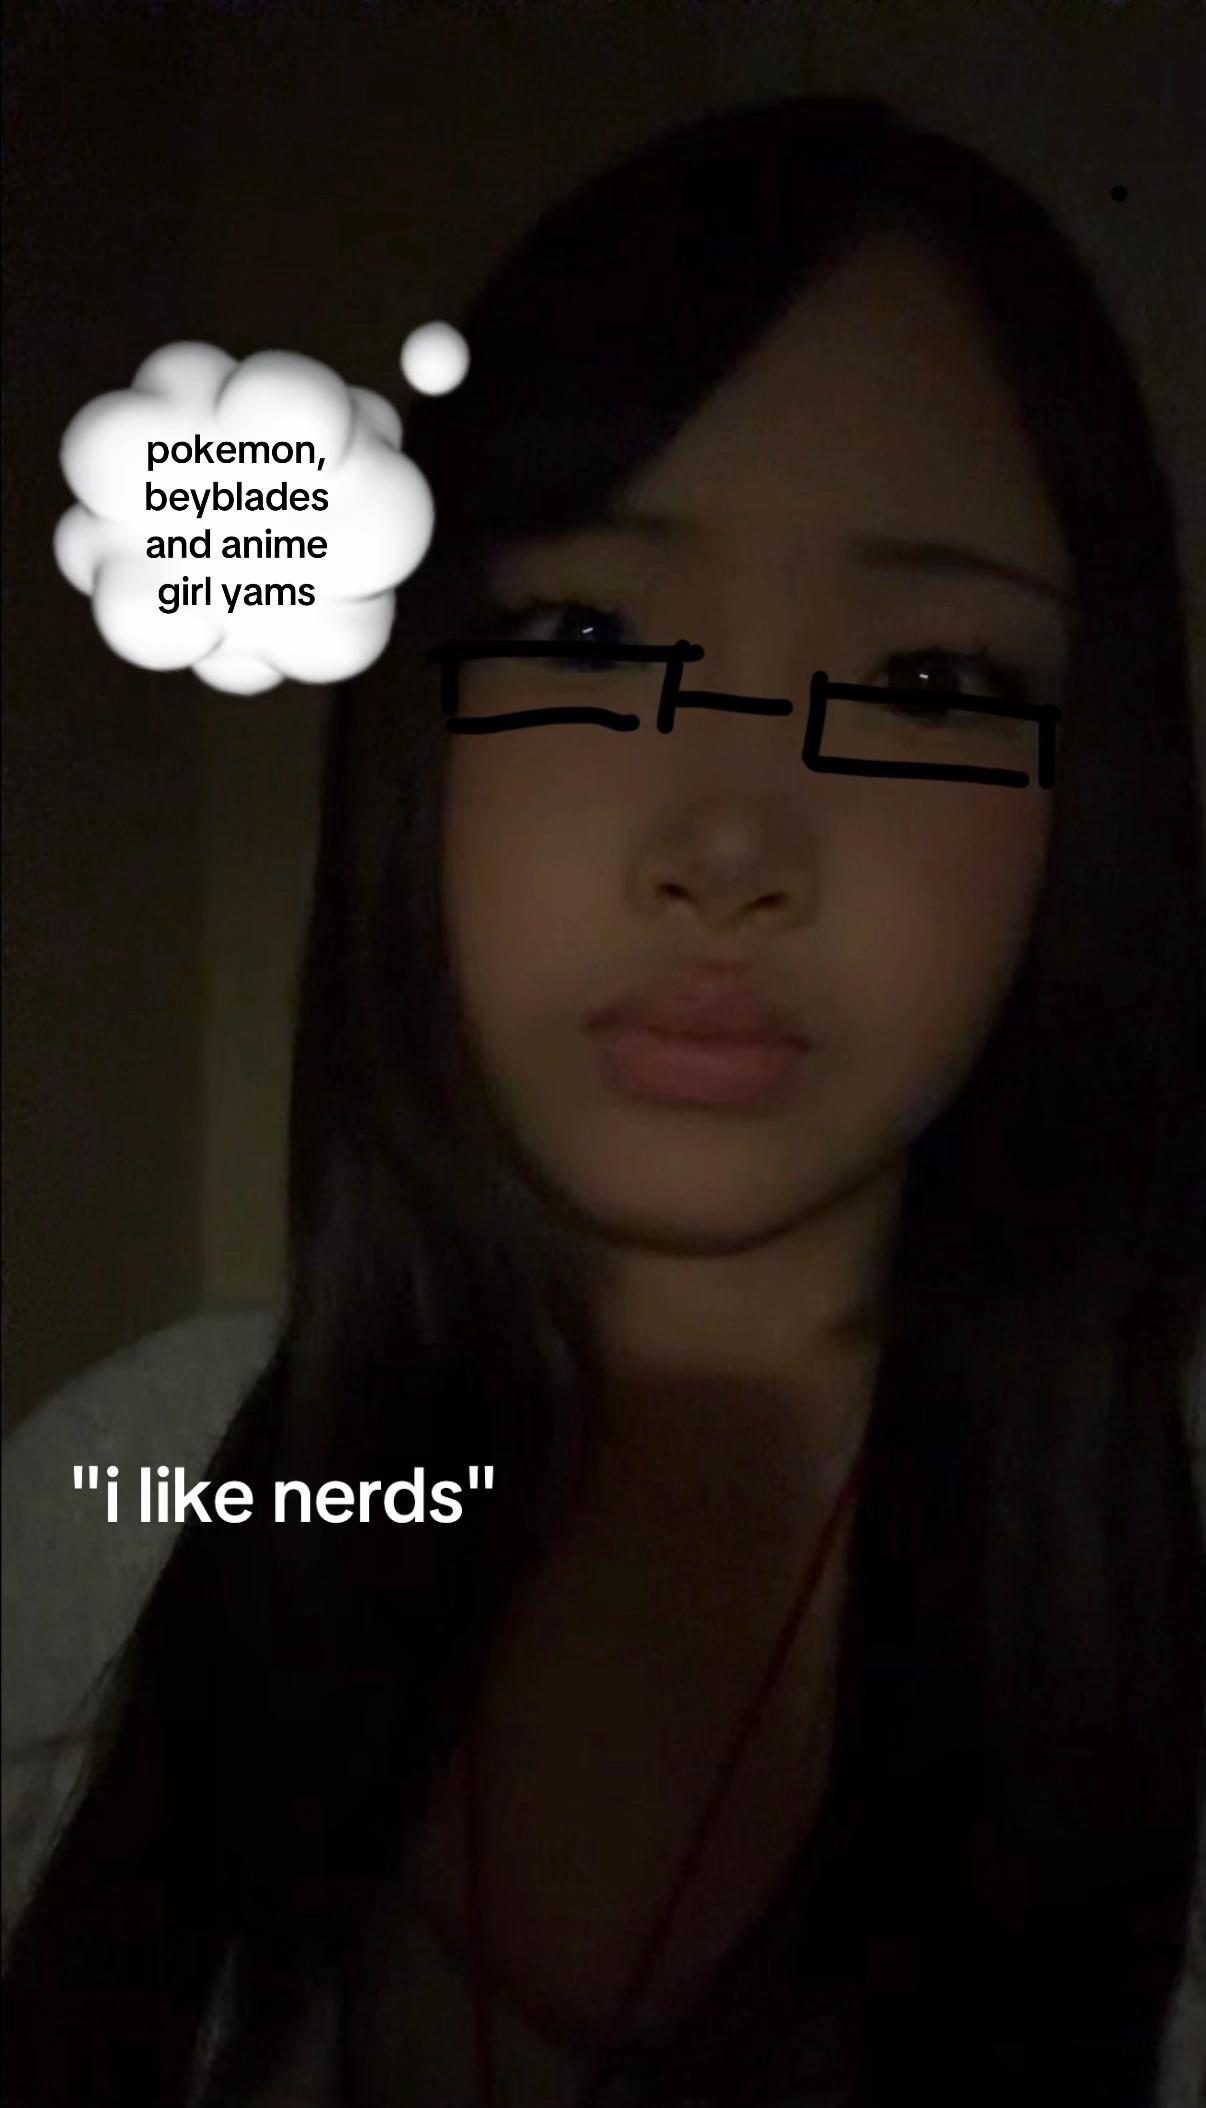 pokemon,
beyblades
and anime
girl yams
"i like nerds"